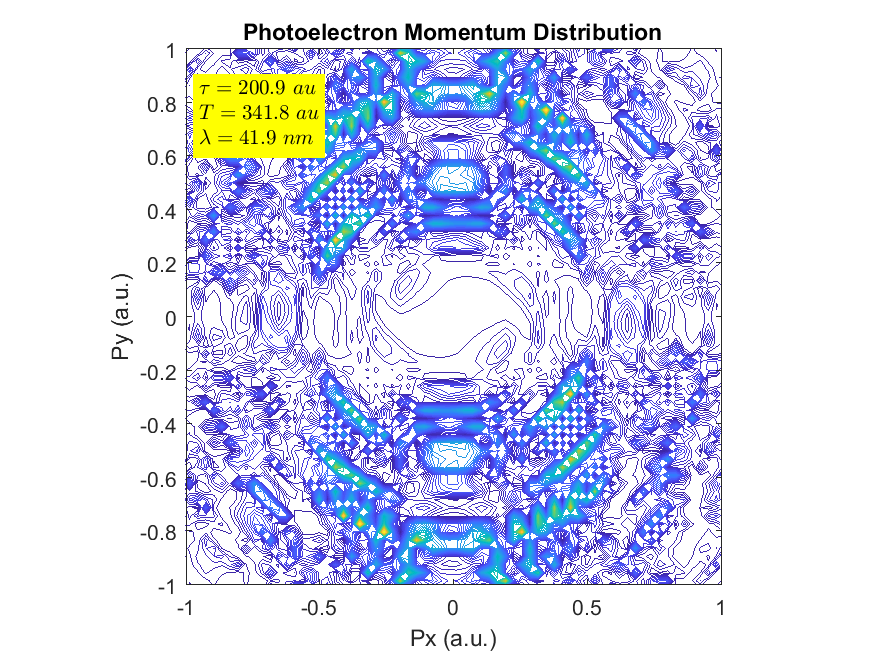 Photoelectron Momentum Distribution
τ = 200.9 au
T = 341.8 au
λ = 41.9 nm
1
0.8
0.6
0.4
0.2
0
-0.2
-0.4
-0.6
-0.8
-1
Py (a.u.)
-1 -0.5 0 0.5 1
Px (a.u.)